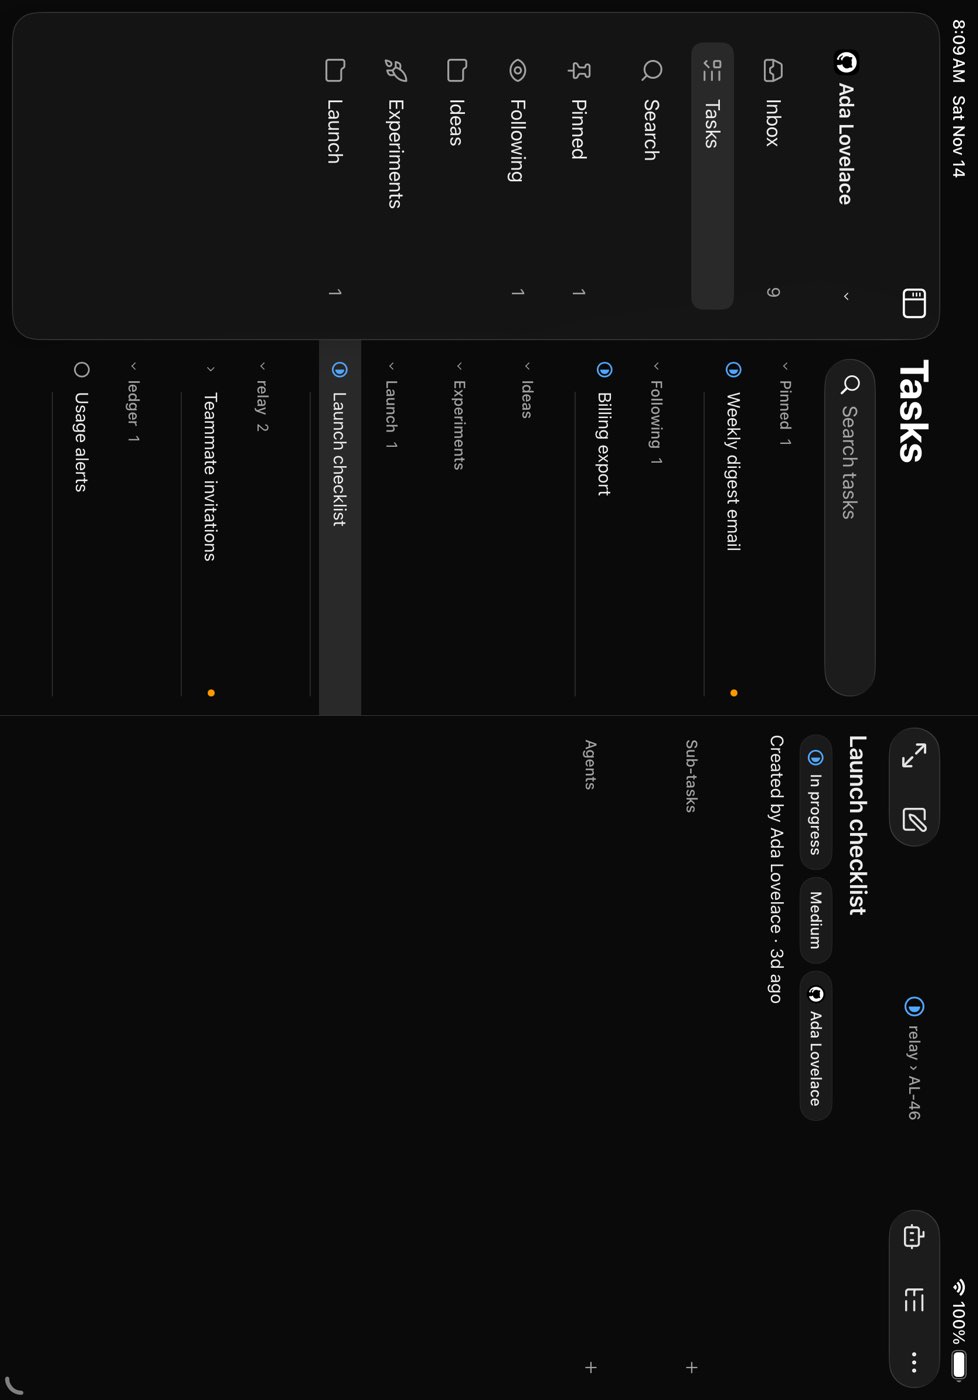 8:09 AM Sat Nov 14
100%
Ada Lovelace
Inbox 9
Tasks
Search
Pinned 1
Following 1
Ideas
Experiments
Launch 1
Tasks
Search tasks
Pinned 1
Weekly digest email
Following 1
Billing export
Ideas
Experiments
Launch 1
Launch checklist
relay 2
Teammate invitations
ledger 1
Usage alerts
relay › AL-46
Launch checklist
In progress Medium Ada Lovelace
Created by Ada Lovelace · 3d ago
Sub-tasks
Agents